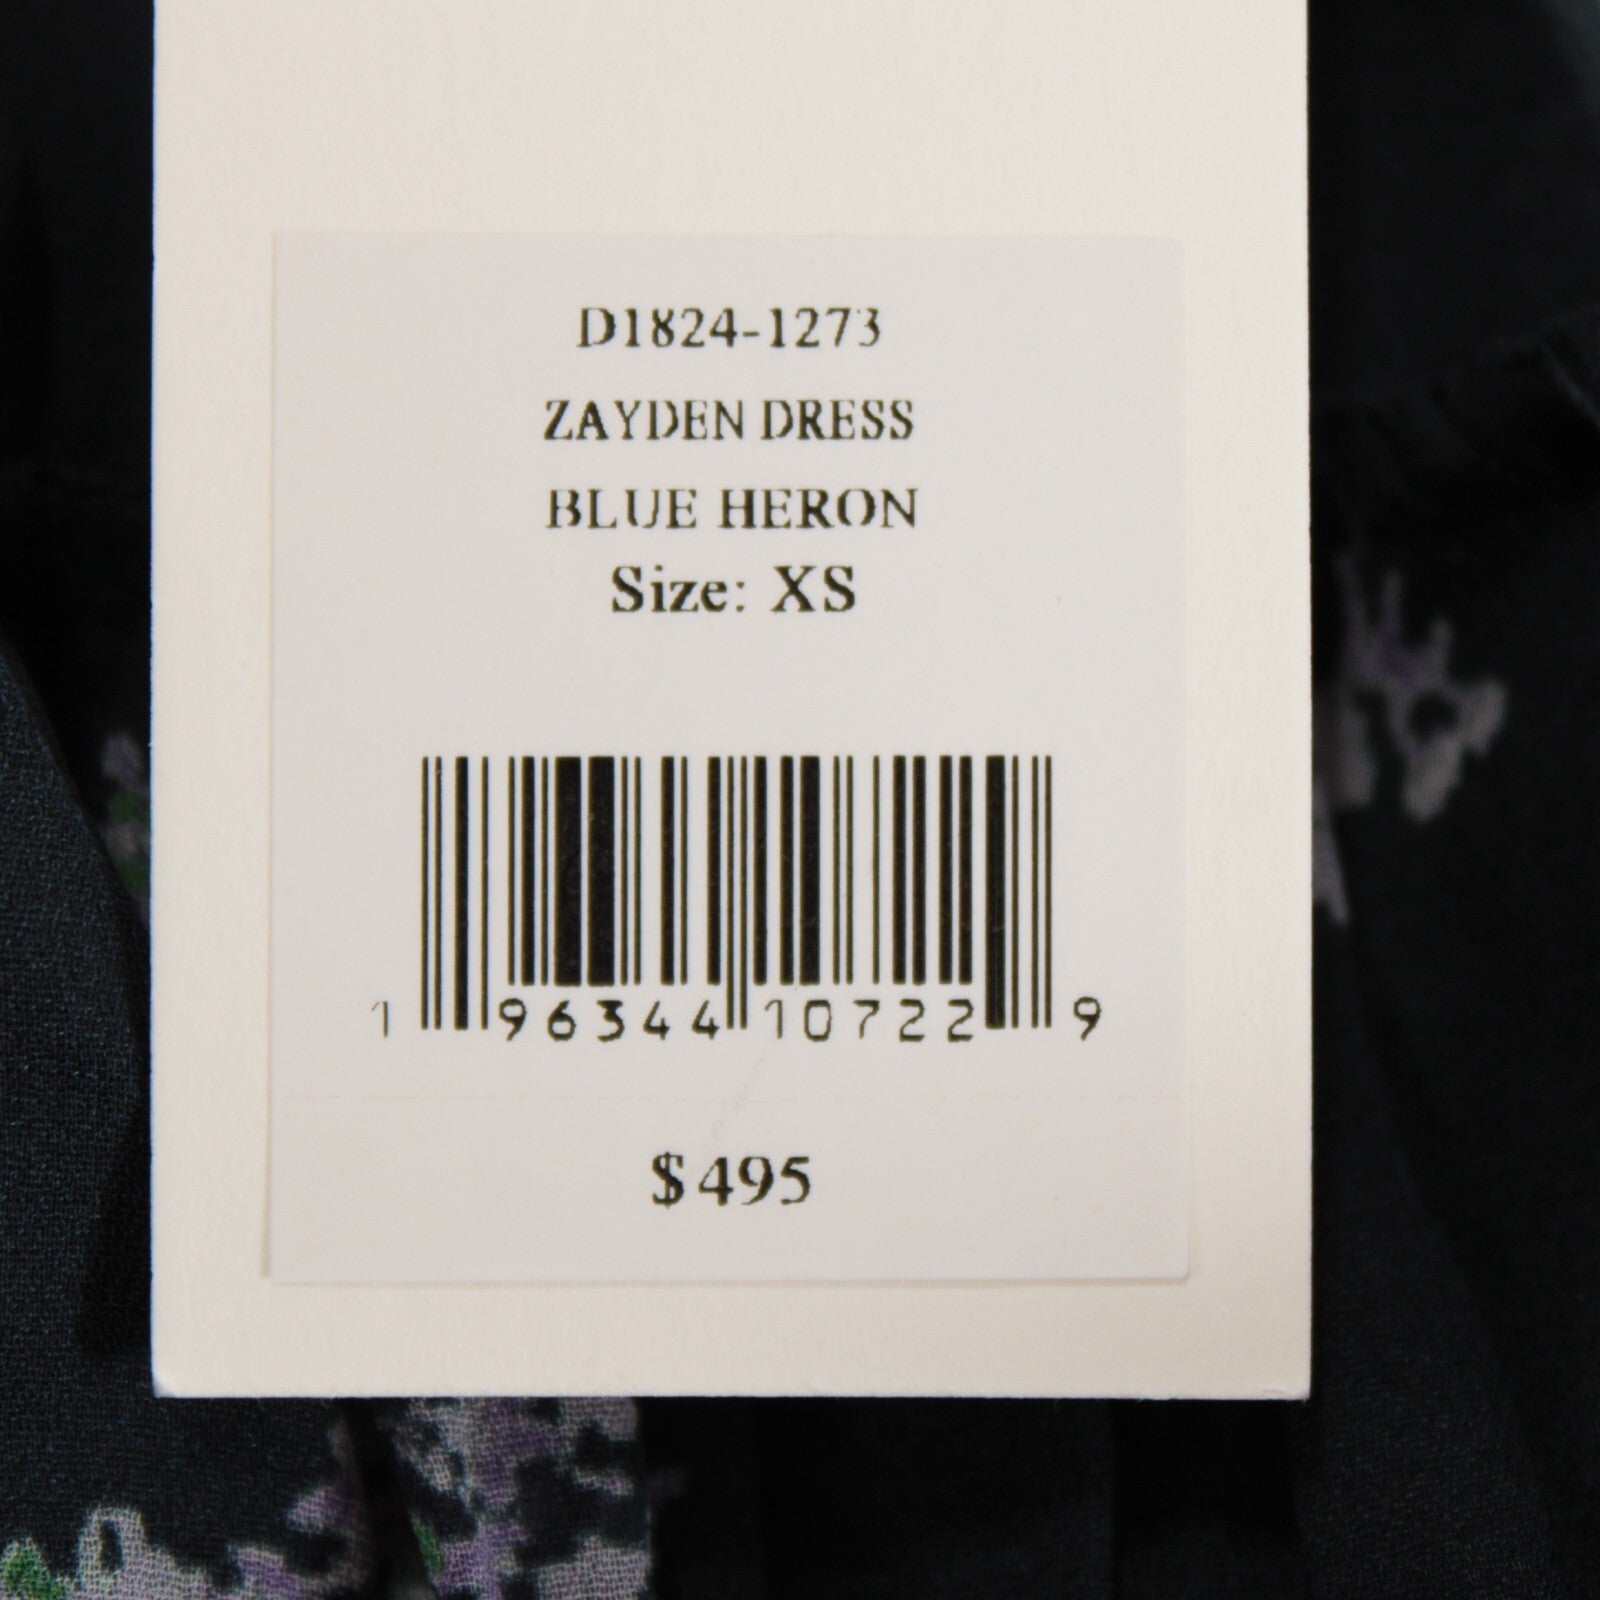 D1824-1273
ZAYDEN DRESS
BLUE HERON
Size: XS
1 96344 10722 9
$495